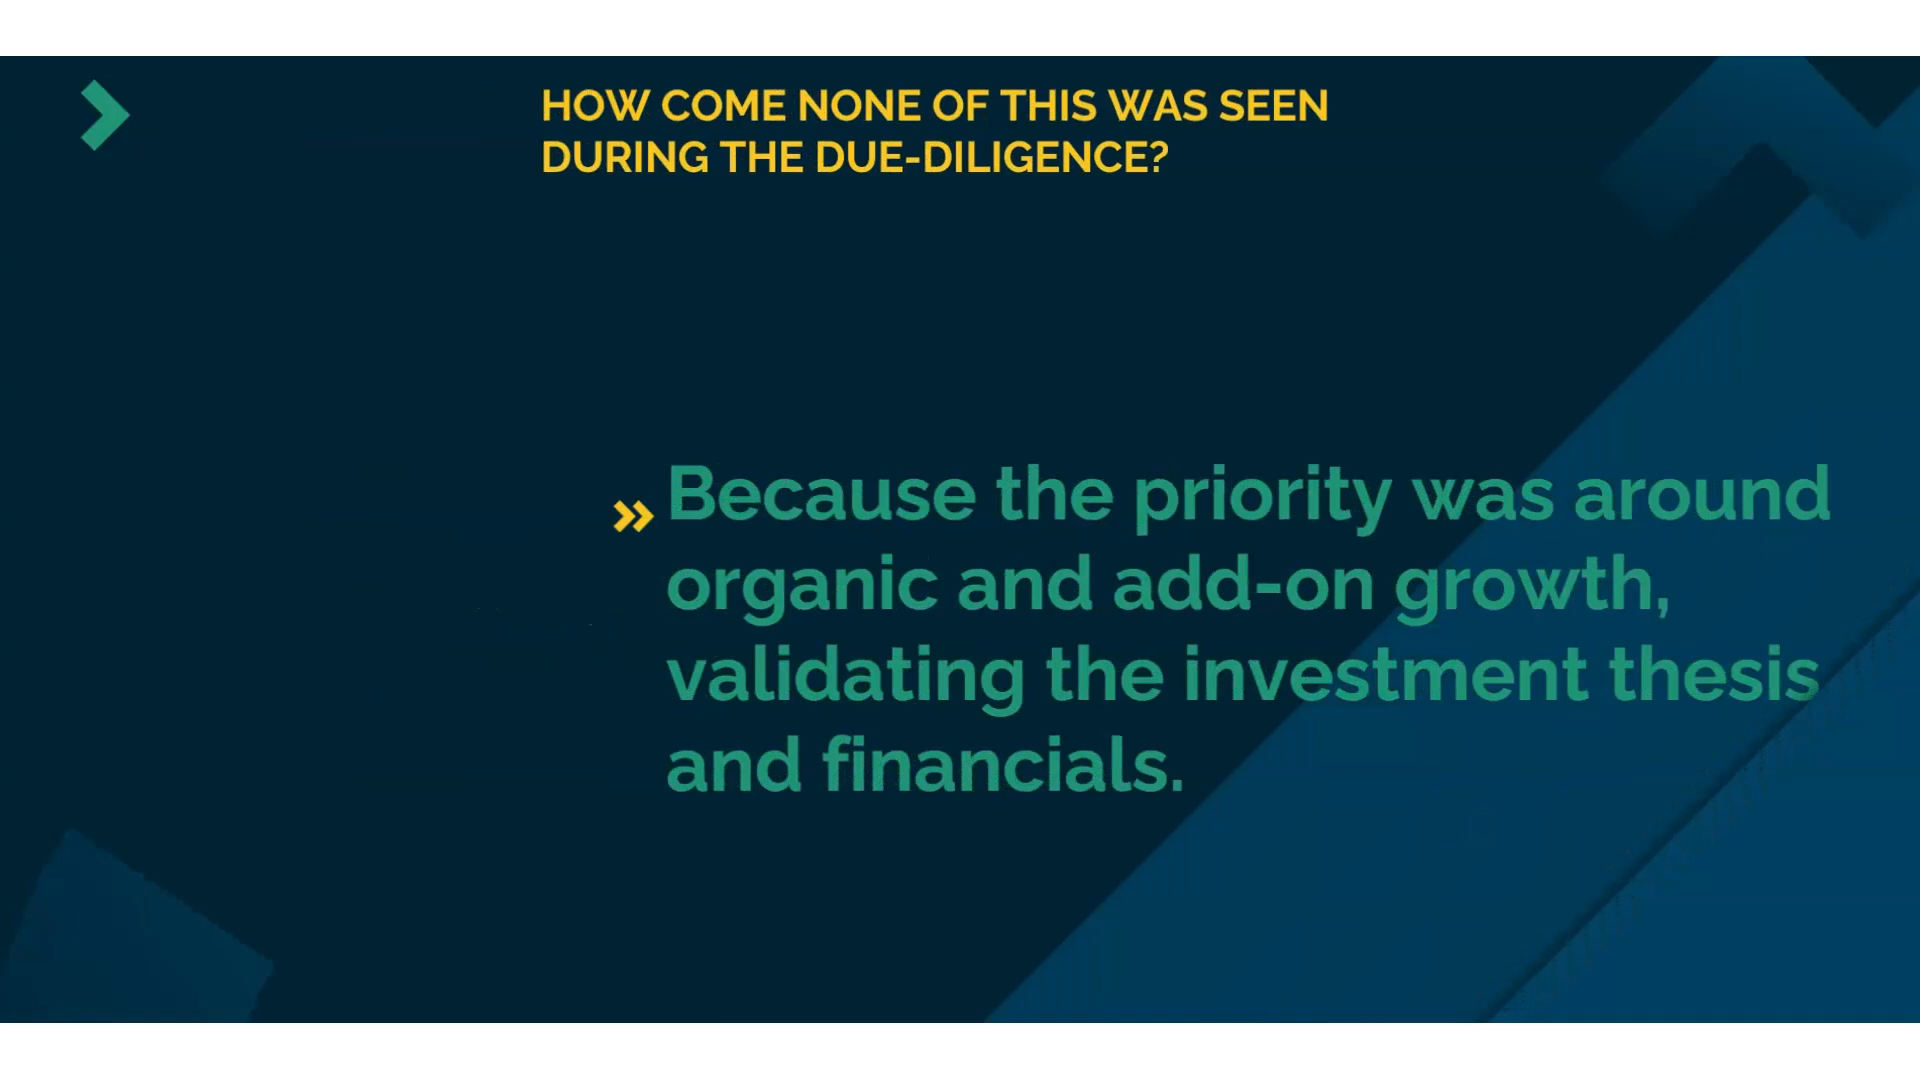 HOW COME NONE OF THIS WAS SEEN
DURING THE DUE-DILIGENCE?
Because the priority was around
organic and add-on growth,
validating the investment thesis
and financials.